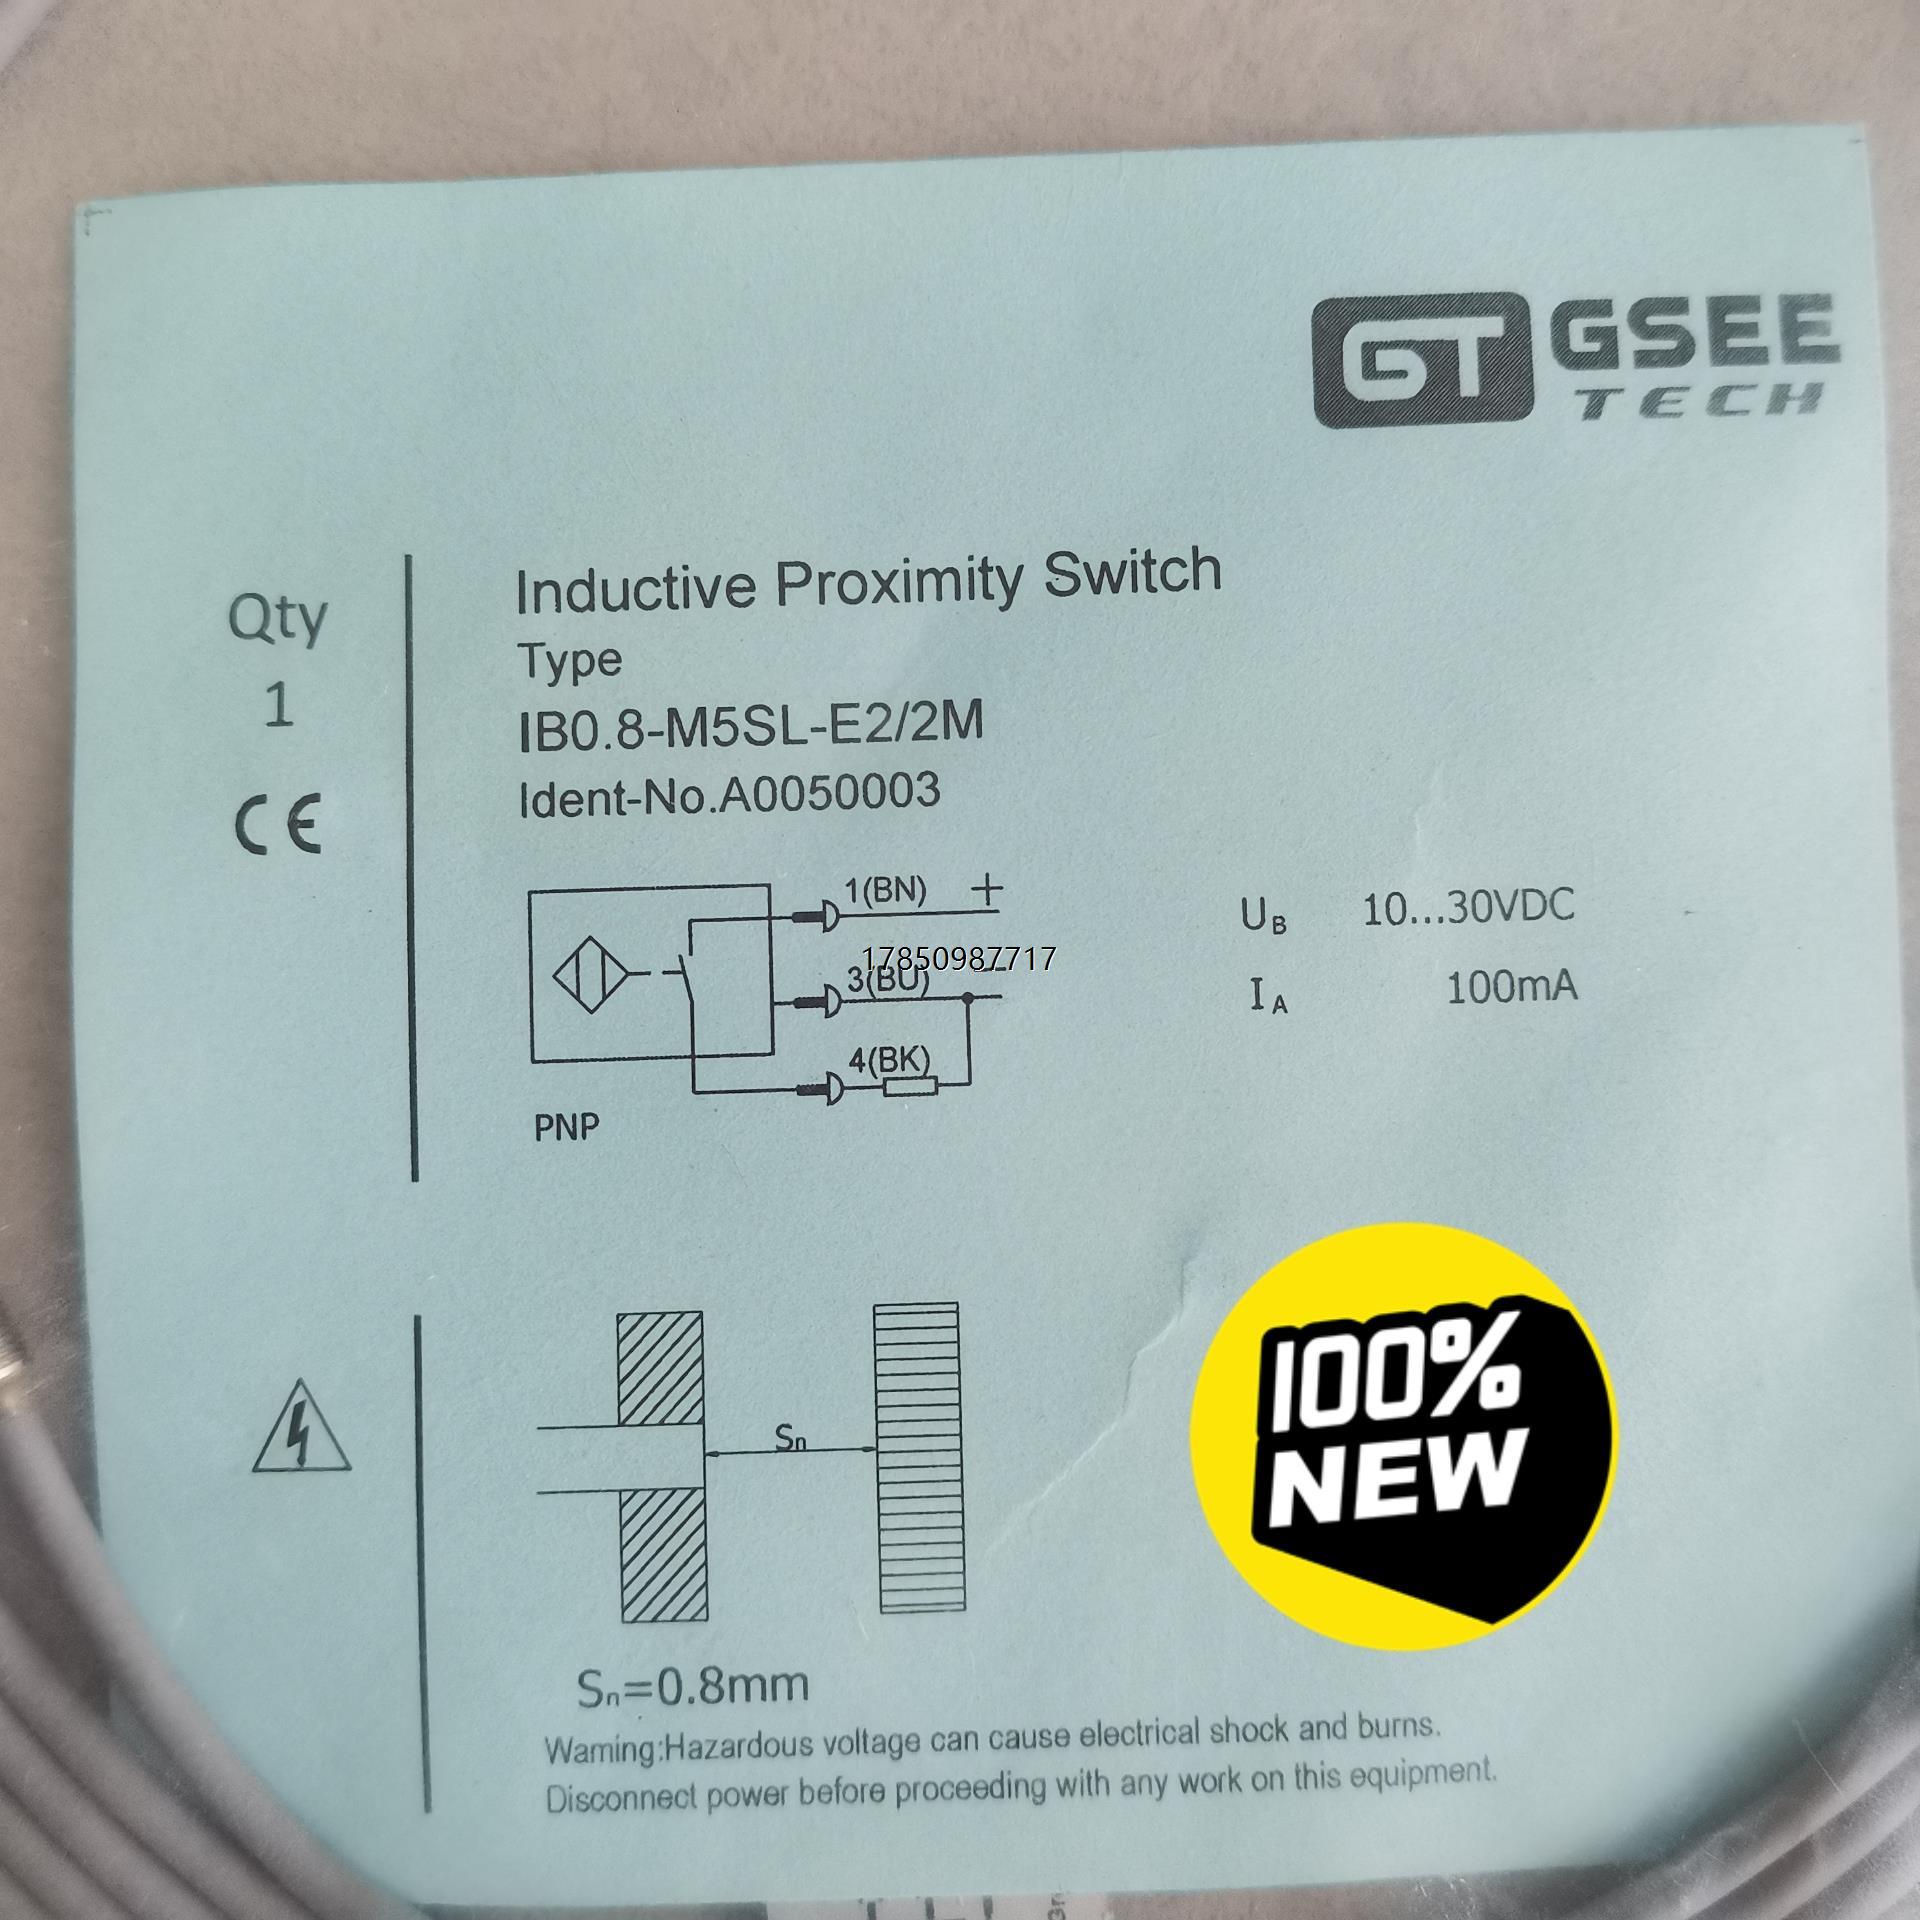 GT GSEE
TECH
Qty
1
CE
Inductive Proximity Switch
Type
IB0.8-M5SL-E2/2M
Ident-No.A0050003
1(BN) +
17850987717
3(BU) -
4(BK)
PNP
UB 10...30VDC
IA 100mA
100%
NEW
Sn
Sn=0.8mm
Warning:Hazardous voltage can cause electrical shock and burns.
Disconnect power before proceeding with any work on this equipment.